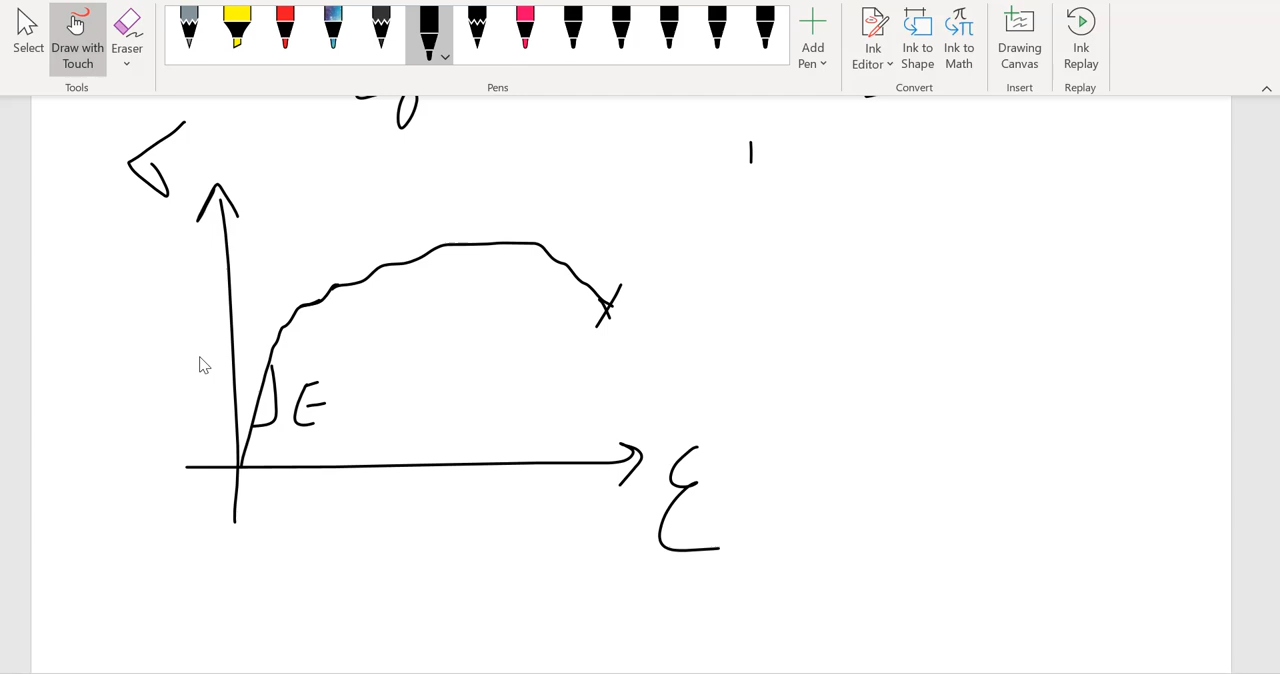 Select
Draw with
Touch
Eraser
Tools
Pens
Add
Pen
Ink
Editor
Ink to
Shape
Ink to
Math
Convert
Drawing
Canvas
Insert
Ink
Replay
Replay
σ
E
ε